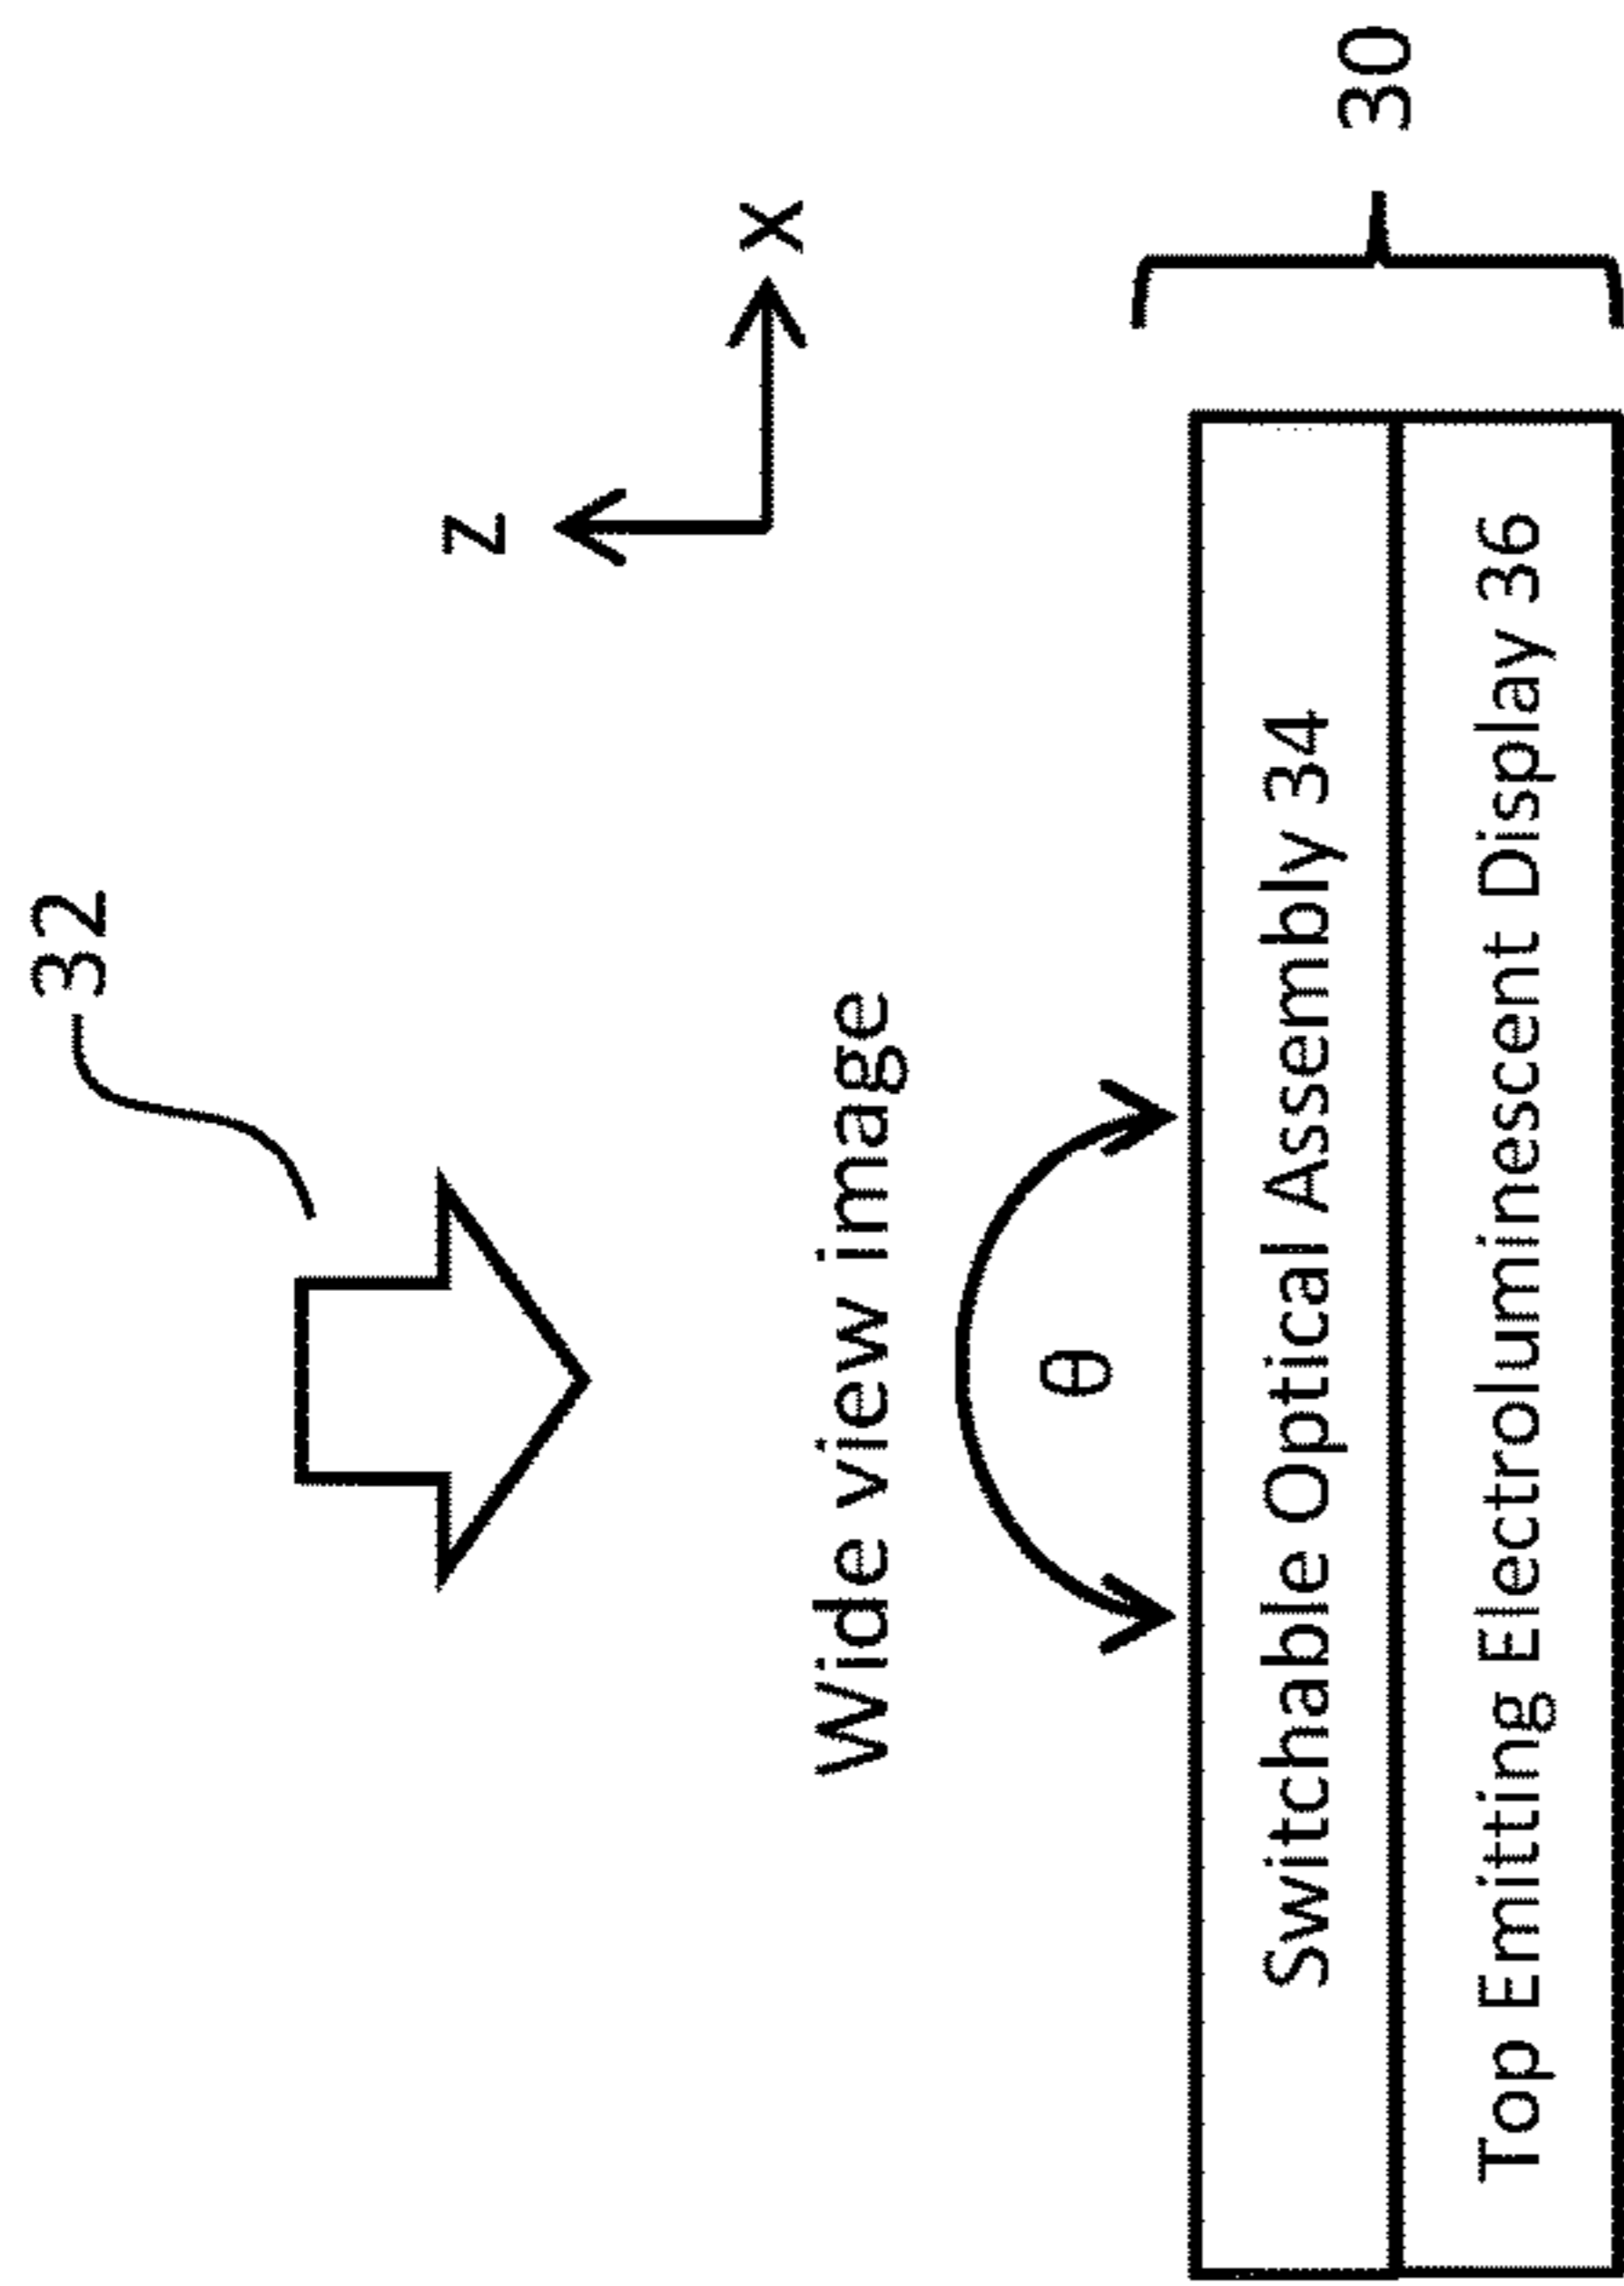 32
z
x
Wide view image
θ
Switchable Optical Assembly 34
Top Emitting Electroluminescent Display 36
30